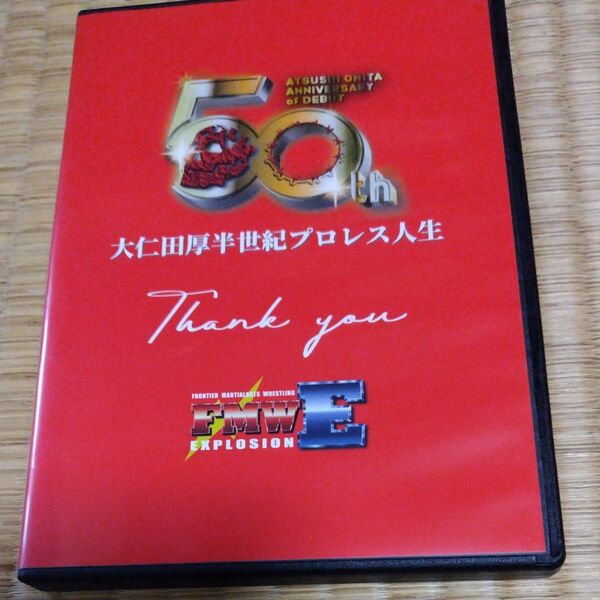 50th
ATSUSHI ONITA
ANNIVERSARY
of DEBUT
大仁田厚半世紀プロレス人生
Thank you
FRONTIER MARTIALARTS WRESTLING
FMWE
EXPLOSION